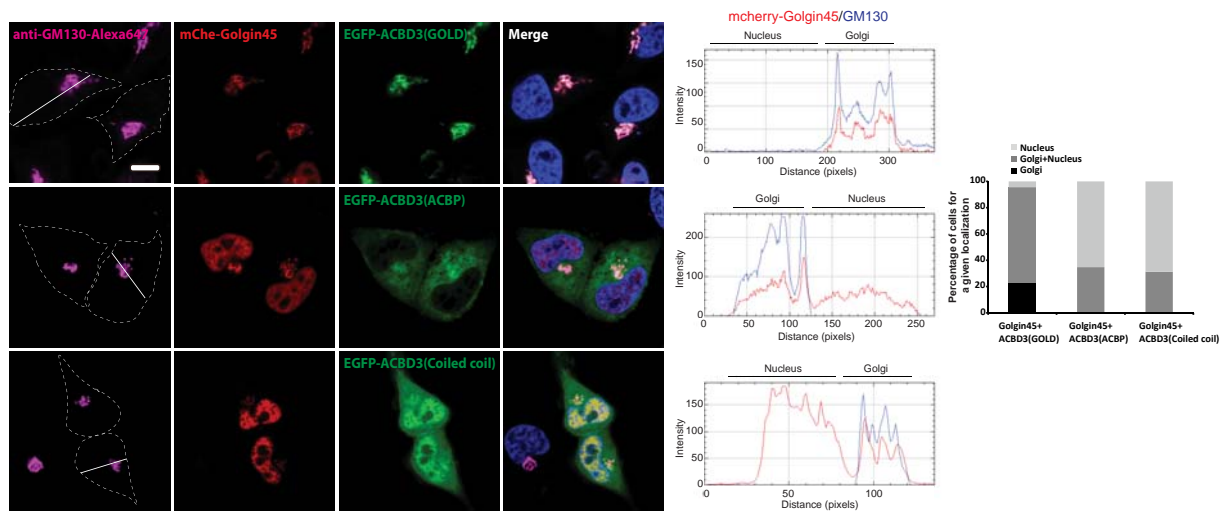 anti-GM130-Alexa647
mChe-Golgin45
EGFP-ACBD3(GOLD)
Merge
EGFP-ACBD3(ACBP)
EGFP-ACBD3(Coiled coil)
mcherry-Golgin45/GM130
Nucleus Golgi
Intensity
150
100
50
0
0 100 200 300
Distance (pixels)
Golgi Nucleus
Intensity
250
200
100
0
0 50 100 150 200 250
Distance (pixels)
Nucleus Golgi
Intensity
150
100
50
0
0 50 100
Distance (pixels)
Nucleus
Golgi+Nucleus
Golgi
Percentage of cells for
a given localization
100
80
60
40
20
0
Golgin45+ Golgin45+ Golgin45+
ACBD3(GOLD) ACBD3(ACBP) ACBD3(Coiled coil)